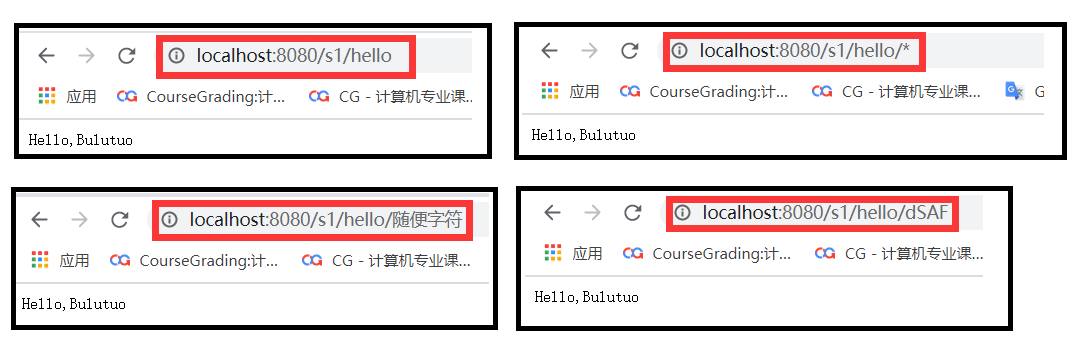 localhost:8080/s1/hello
应用 CourseGrading:计... CG - 计算机专业课...
Hello,Bulutuo
localhost:8080/s1/hello/*
应用 CourseGrading:计... CG - 计算机专业课... G
Hello,Bulutuo
localhost:8080/s1/hello/随便字符
应用 CourseGrading:计... CG - 计算机专业课...
Hello,Bulutuo
localhost:8080/s1/hello/dSAF
应用 CourseGrading:计... CG - 计算机专业课...
Hello,Bulutuo